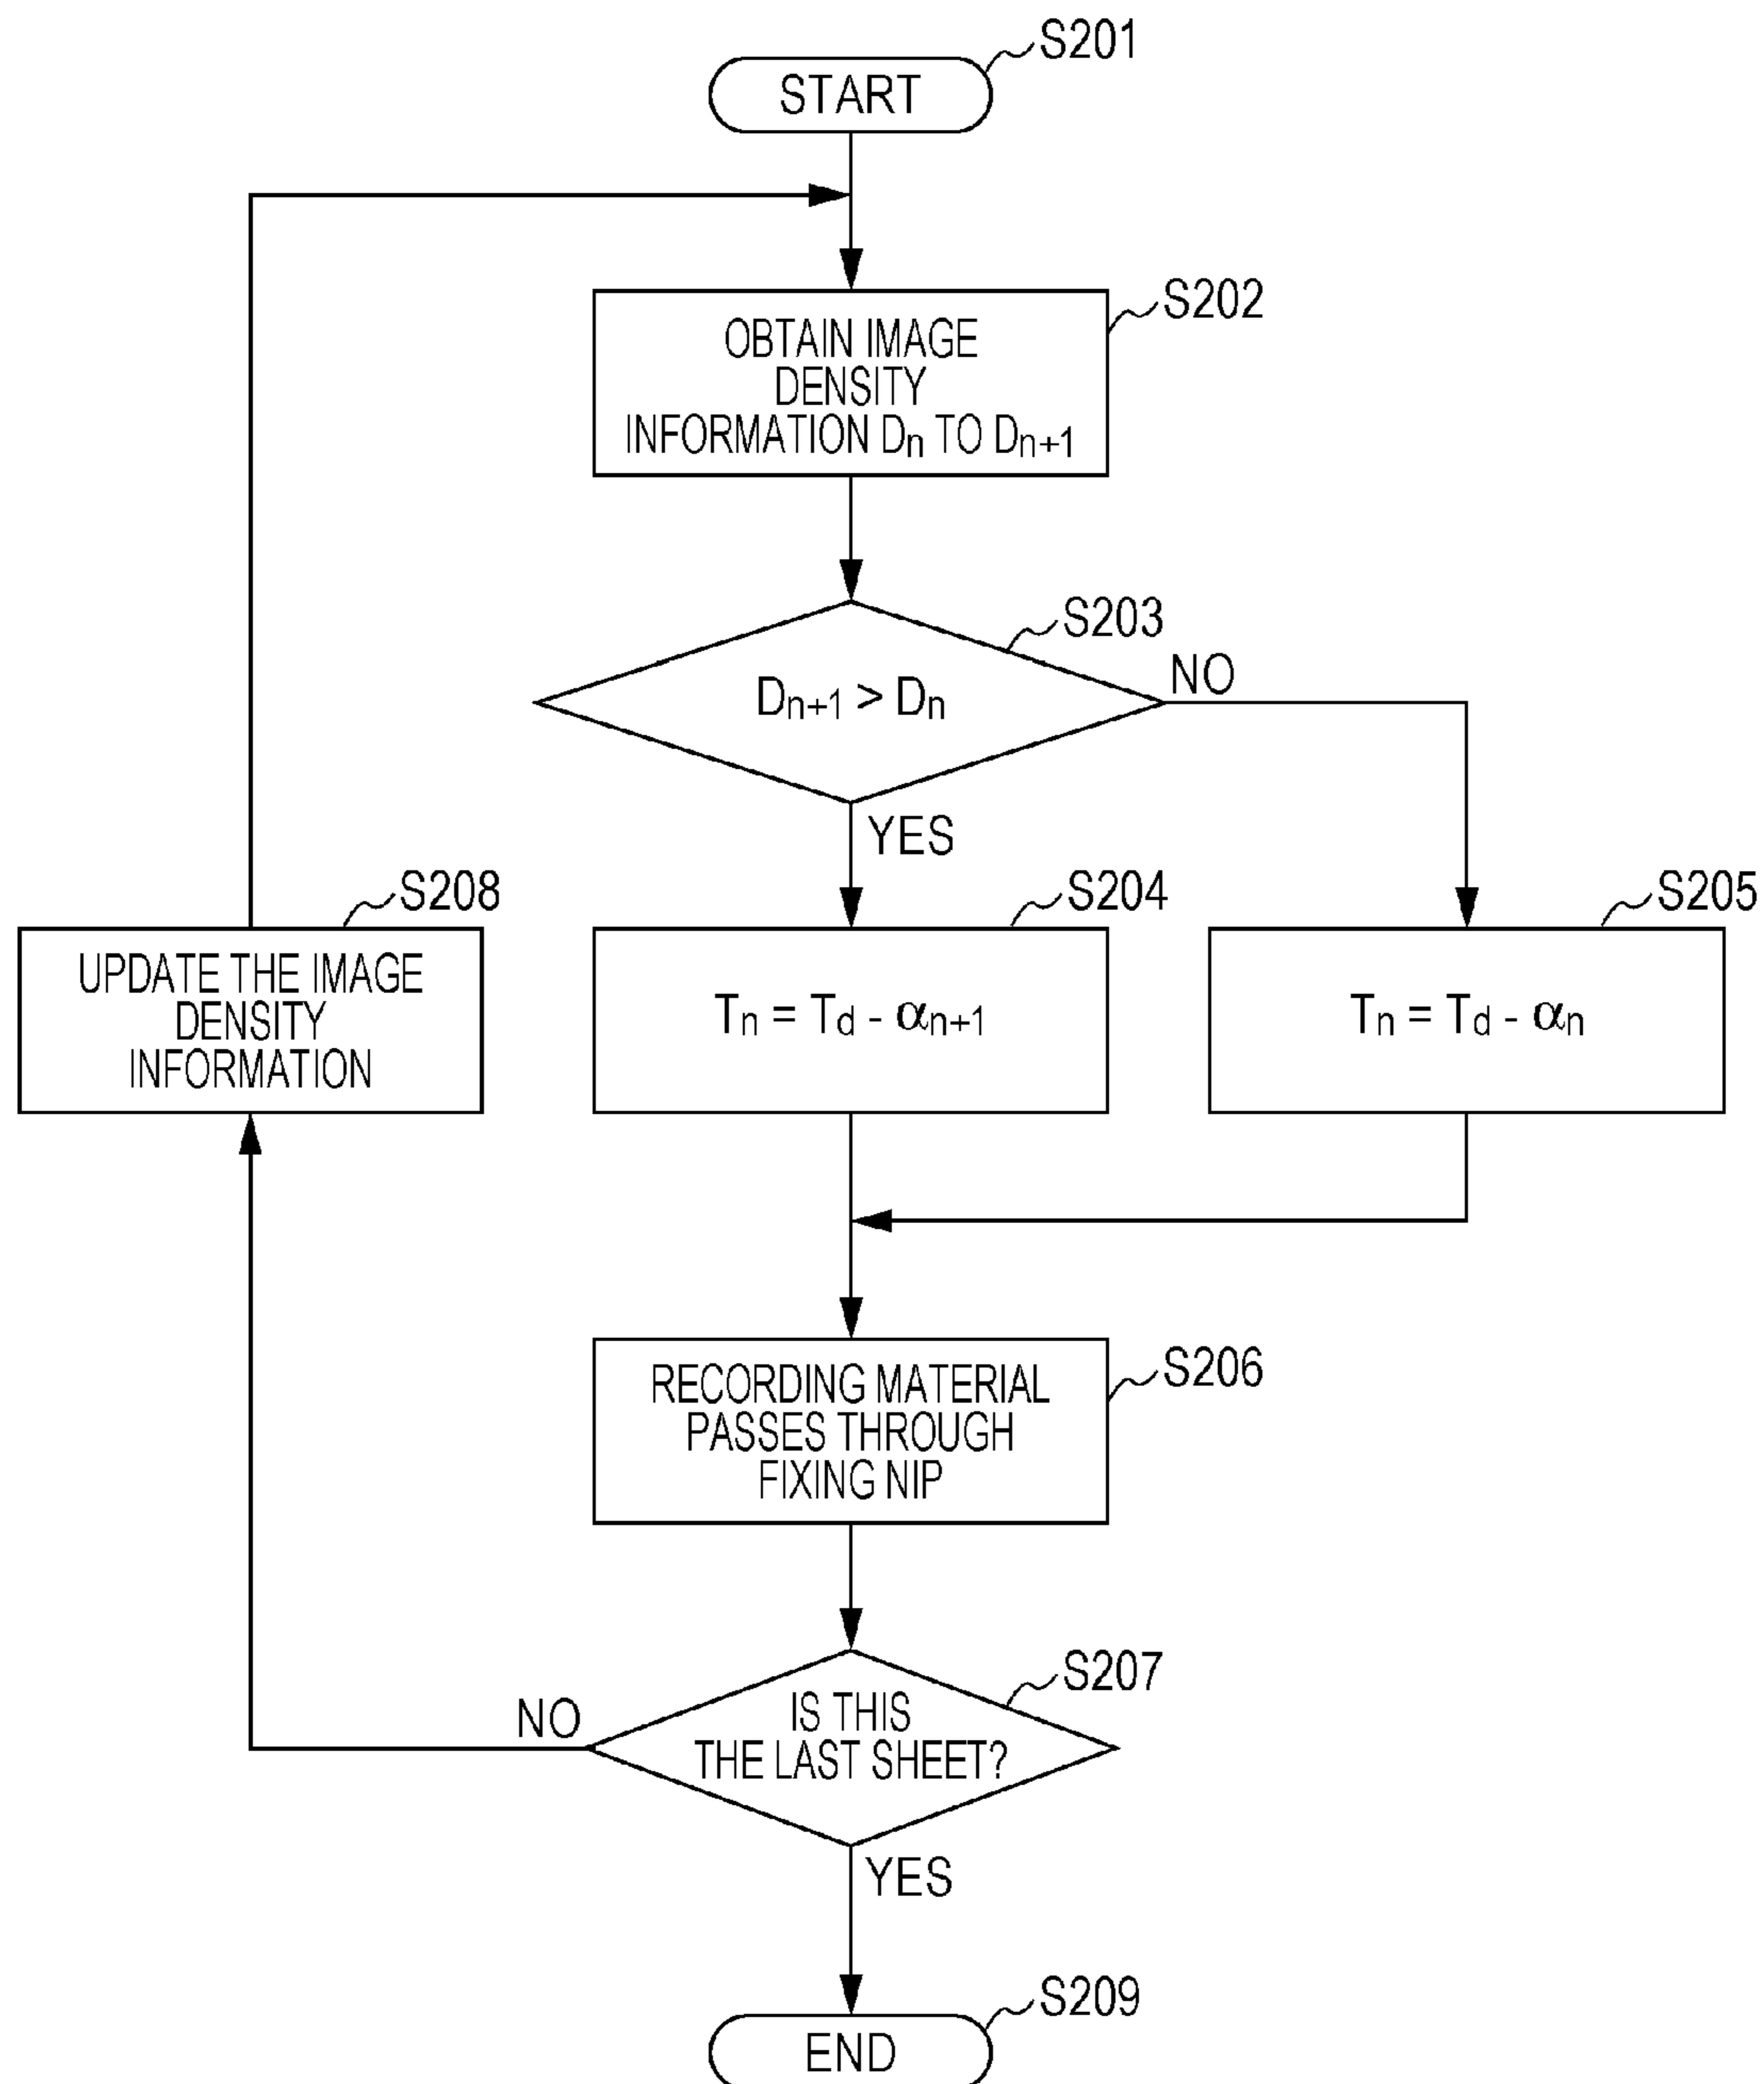 S201
START
S202
OBTAIN IMAGE
DENSITY
INFORMATION Dn TO Dn+1
S203
Dn+1 > Dn
NO
YES
S208
UPDATE THE IMAGE
DENSITY
INFORMATION
S204
Tn = Td - αn+1
S205
Tn = Td - αn
S206
RECORDING MATERIAL
PASSES THROUGH
FIXING NIP
S207
IS THIS
THE LAST SHEET?
NO
YES
S209
END